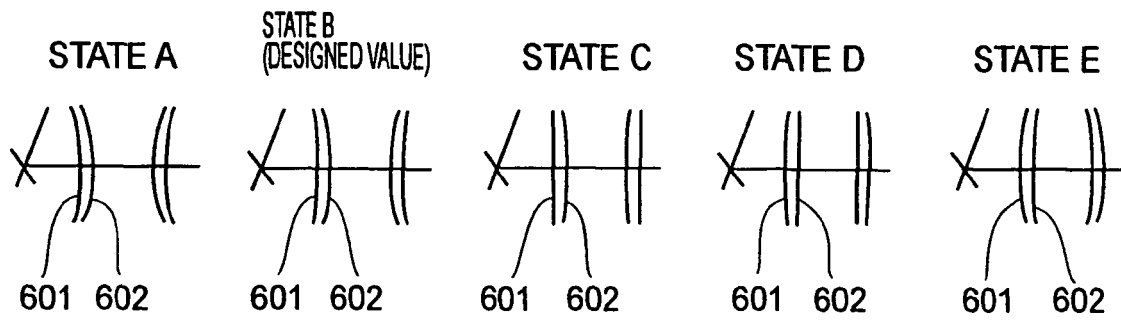 STATE A
STATE B
(DESIGNED VALUE)
STATE C
STATE D
STATE E
601 602
601 602
601 602
601 602
601 602